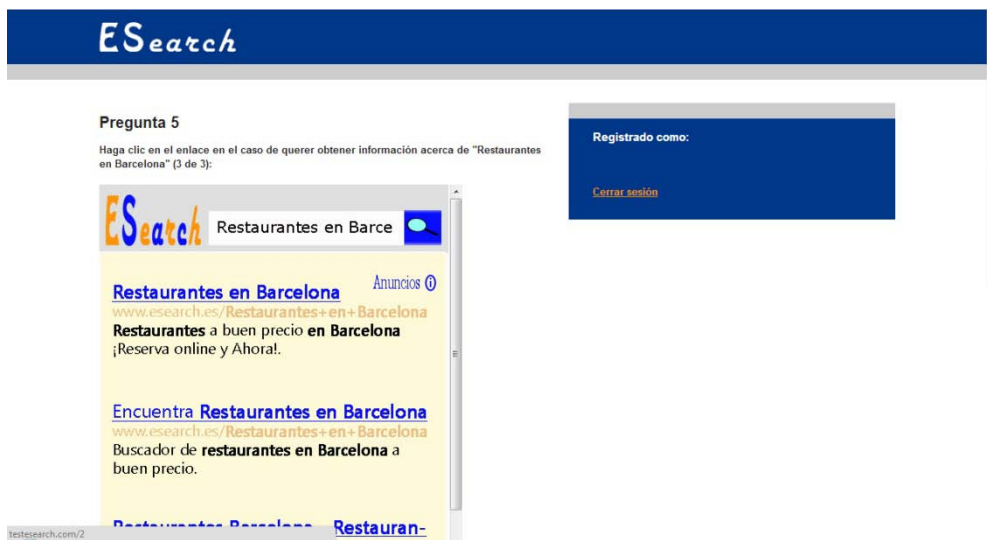 ESearch
Pregunta 5
Haga clic en el enlace en el caso de querer obtener información acerca de "Restaurantes
en Barcelona" (3 de 3):
Registrado como:
Cerrar sesión
ESearch
Restaurantes en Barce
Anuncios
Restaurantes en Barcelona
www.esearch.es/Restaurantes+en+Barcelona
Restaurantes a buen precio en Barcelona
¡Reserva online y Ahora!.
Encuentra Restaurantes en Barcelona
www.esearch.es/Restaurantes+en+Barcelona
Buscador de restaurantes en Barcelona a
buen precio.
Restaurantes Barcelona - Restauran-
testesearch.com/2